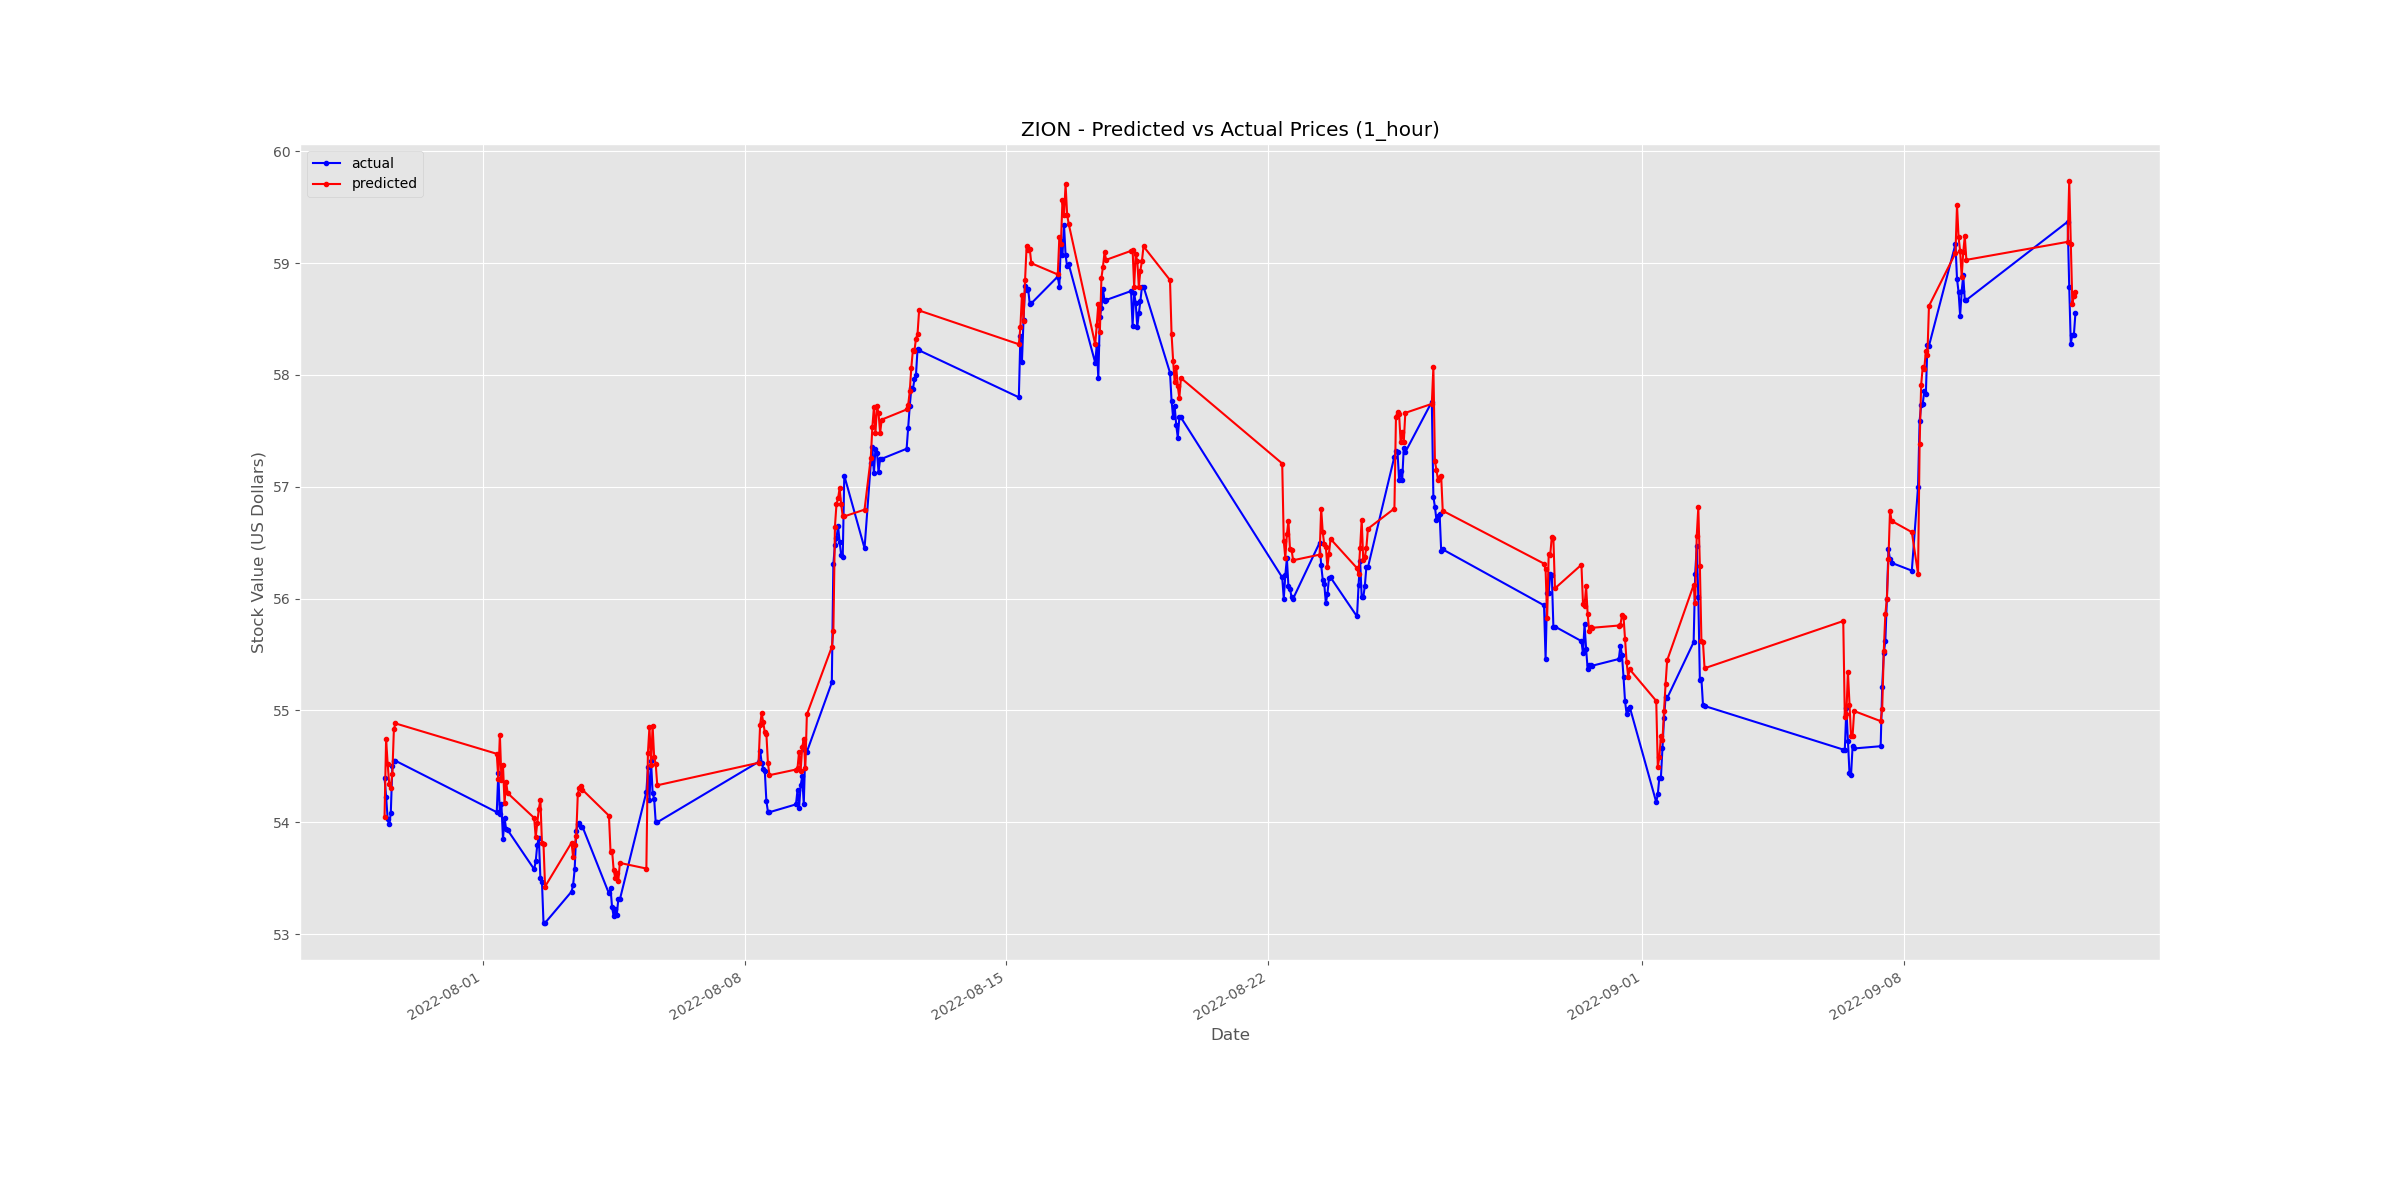 ZION - Predicted vs Actual Prices (1_hour)
actual
predicted
Stock Value (US Dollars)
60
59
58
57
56
55
54
53
2022-08-01
2022-08-08
2022-08-15
2022-08-22
2022-09-01
2022-09-08
Date